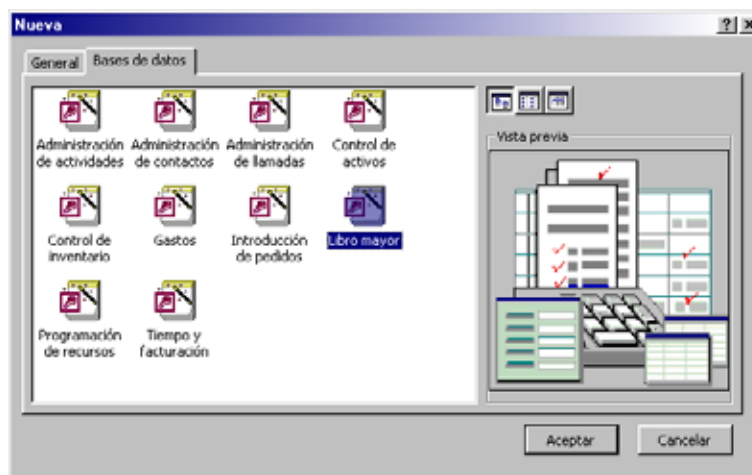 Nueva
General Bases de datos
Administración Administración Administración Control de
de actividades de contactos de llamadas activos
Control de Gastos Introducción Libro mayor
inventario de pedidos
Programación Tiempo y
de recursos facturación
Vista previa
Aceptar Cancelar